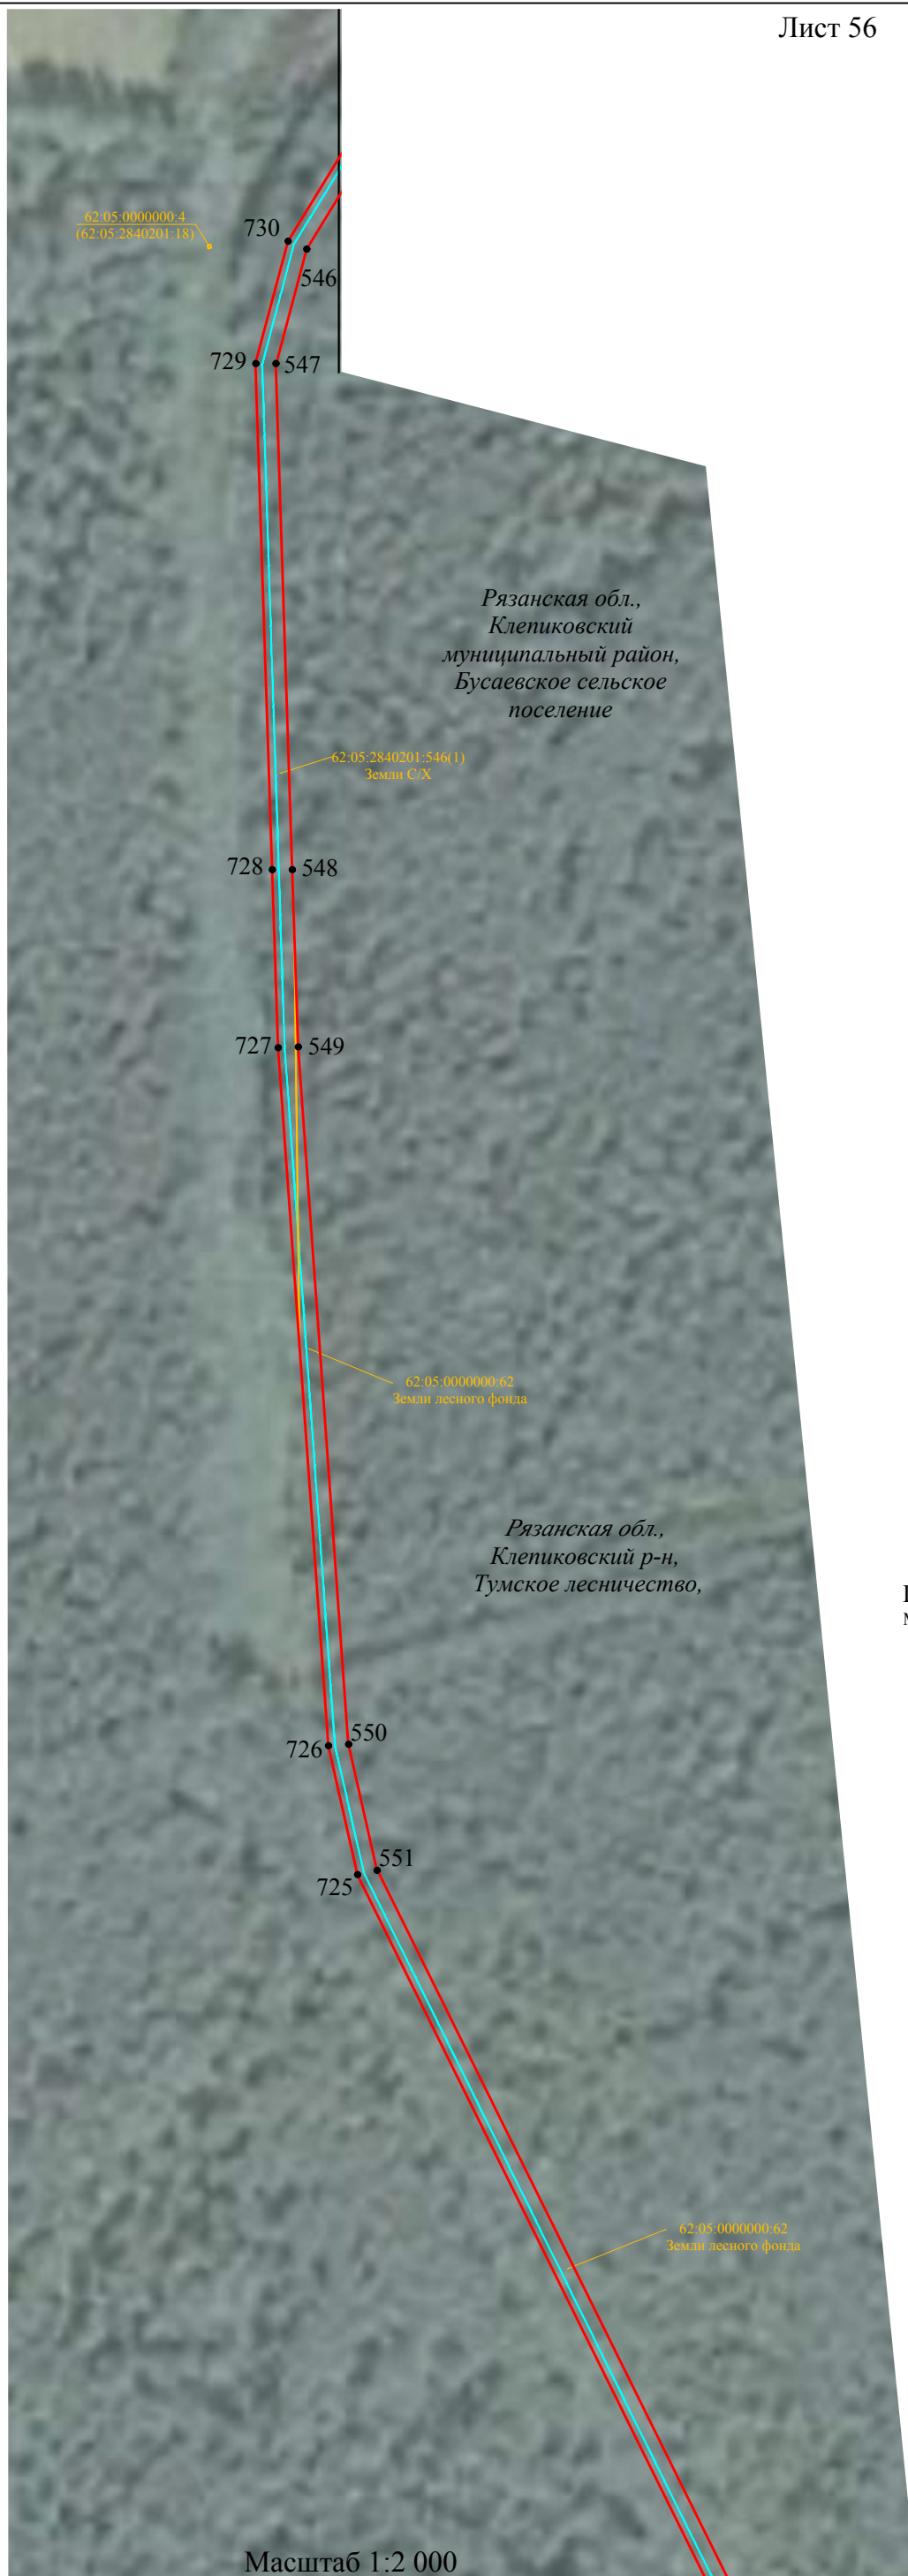 Лист 56
62:05:0000000:4
(62:05:2840201:18)
730
546
729
547
Рязанская обл.,
Клепиковский
муниципальный район,
Бусаевское сельское
поселение
62:05:2840201:546(1)
Земли С/Х
728
548
727
549
62:05:0000000:62
Земли лесного фонда
Рязанская обл.,
Клепиковский р-н,
Тумское лесничество,
550
726
551
725
62:05:0000000:62
Земли лесного фонда
Масштаб 1:2 000